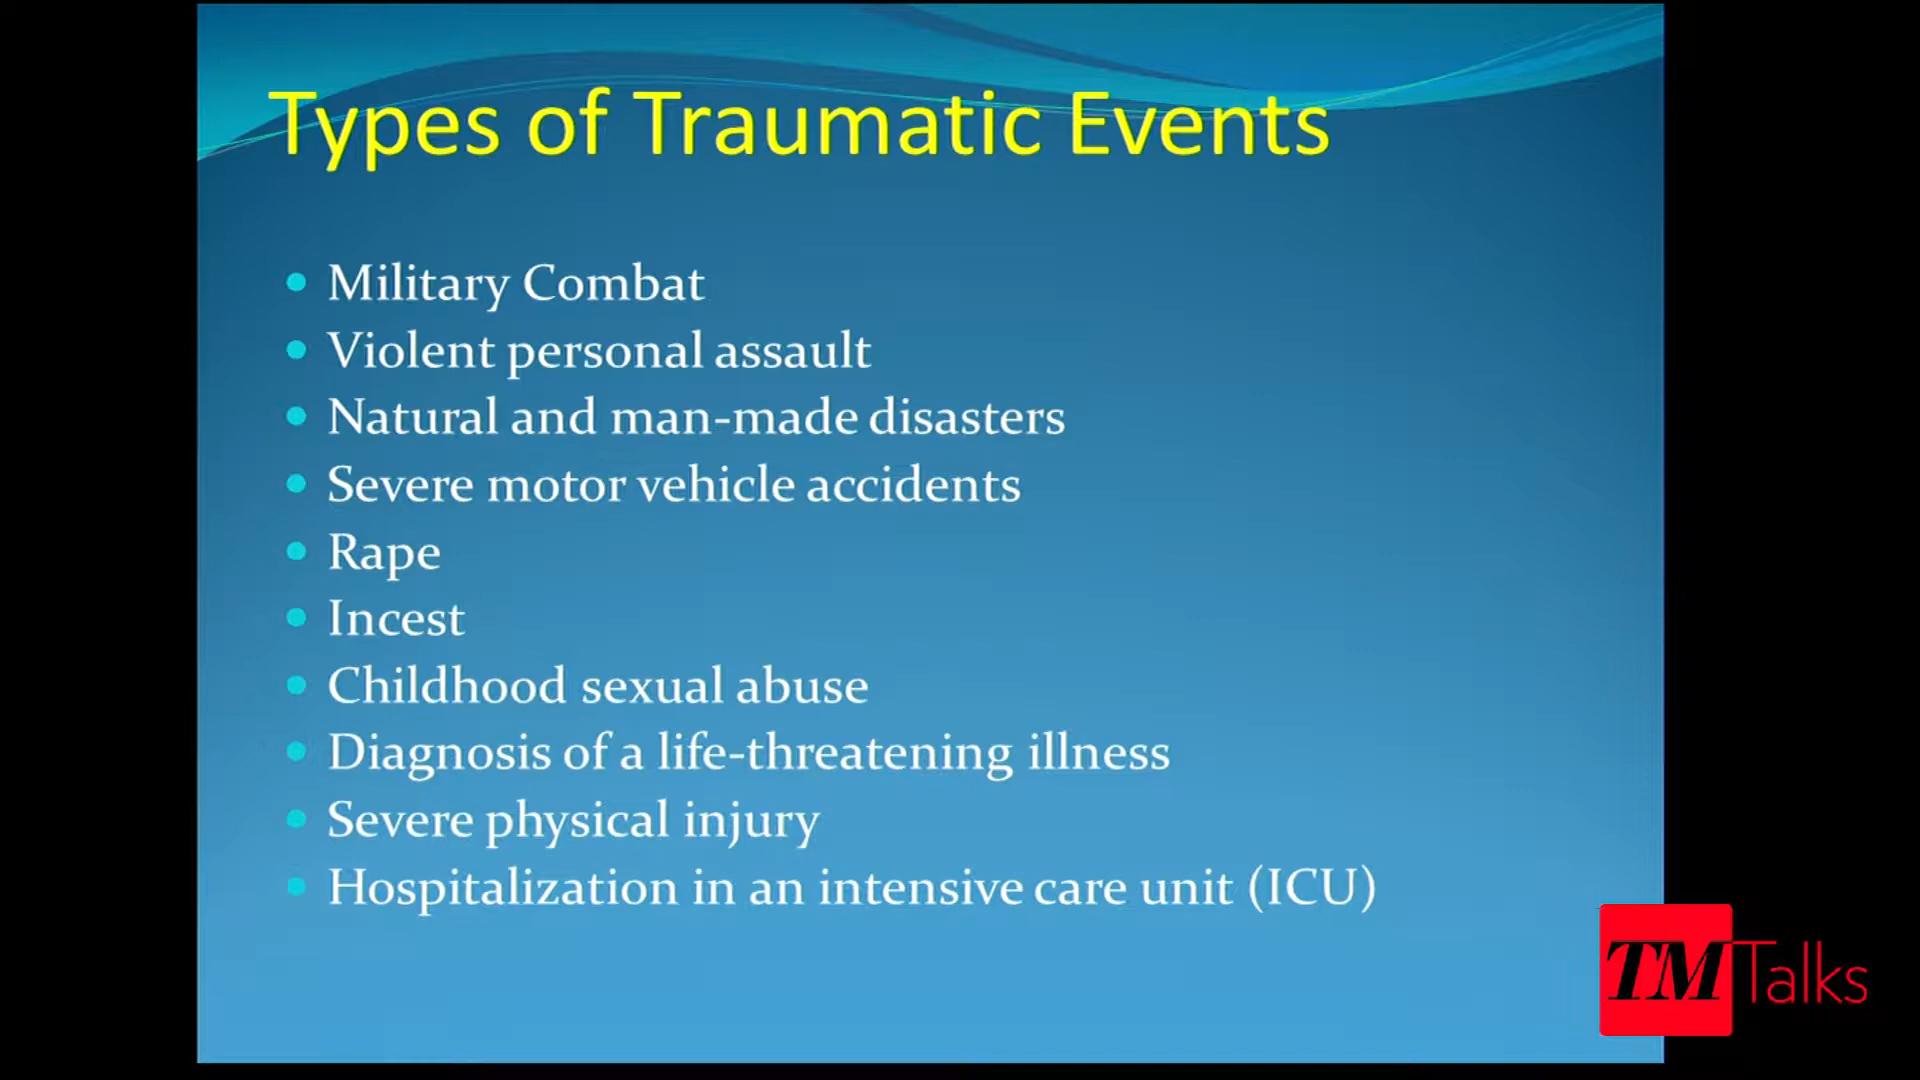 Types of Traumatic Events
Military Combat
Violent personal assault
Natural and man-made disasters
Severe motor vehicle accidents
Rape
Incest
Childhood sexual abuse
Diagnosis of a life-threatening illness
Severe physical injury
Hospitalization in an intensive care unit (ICU)
TM Talks